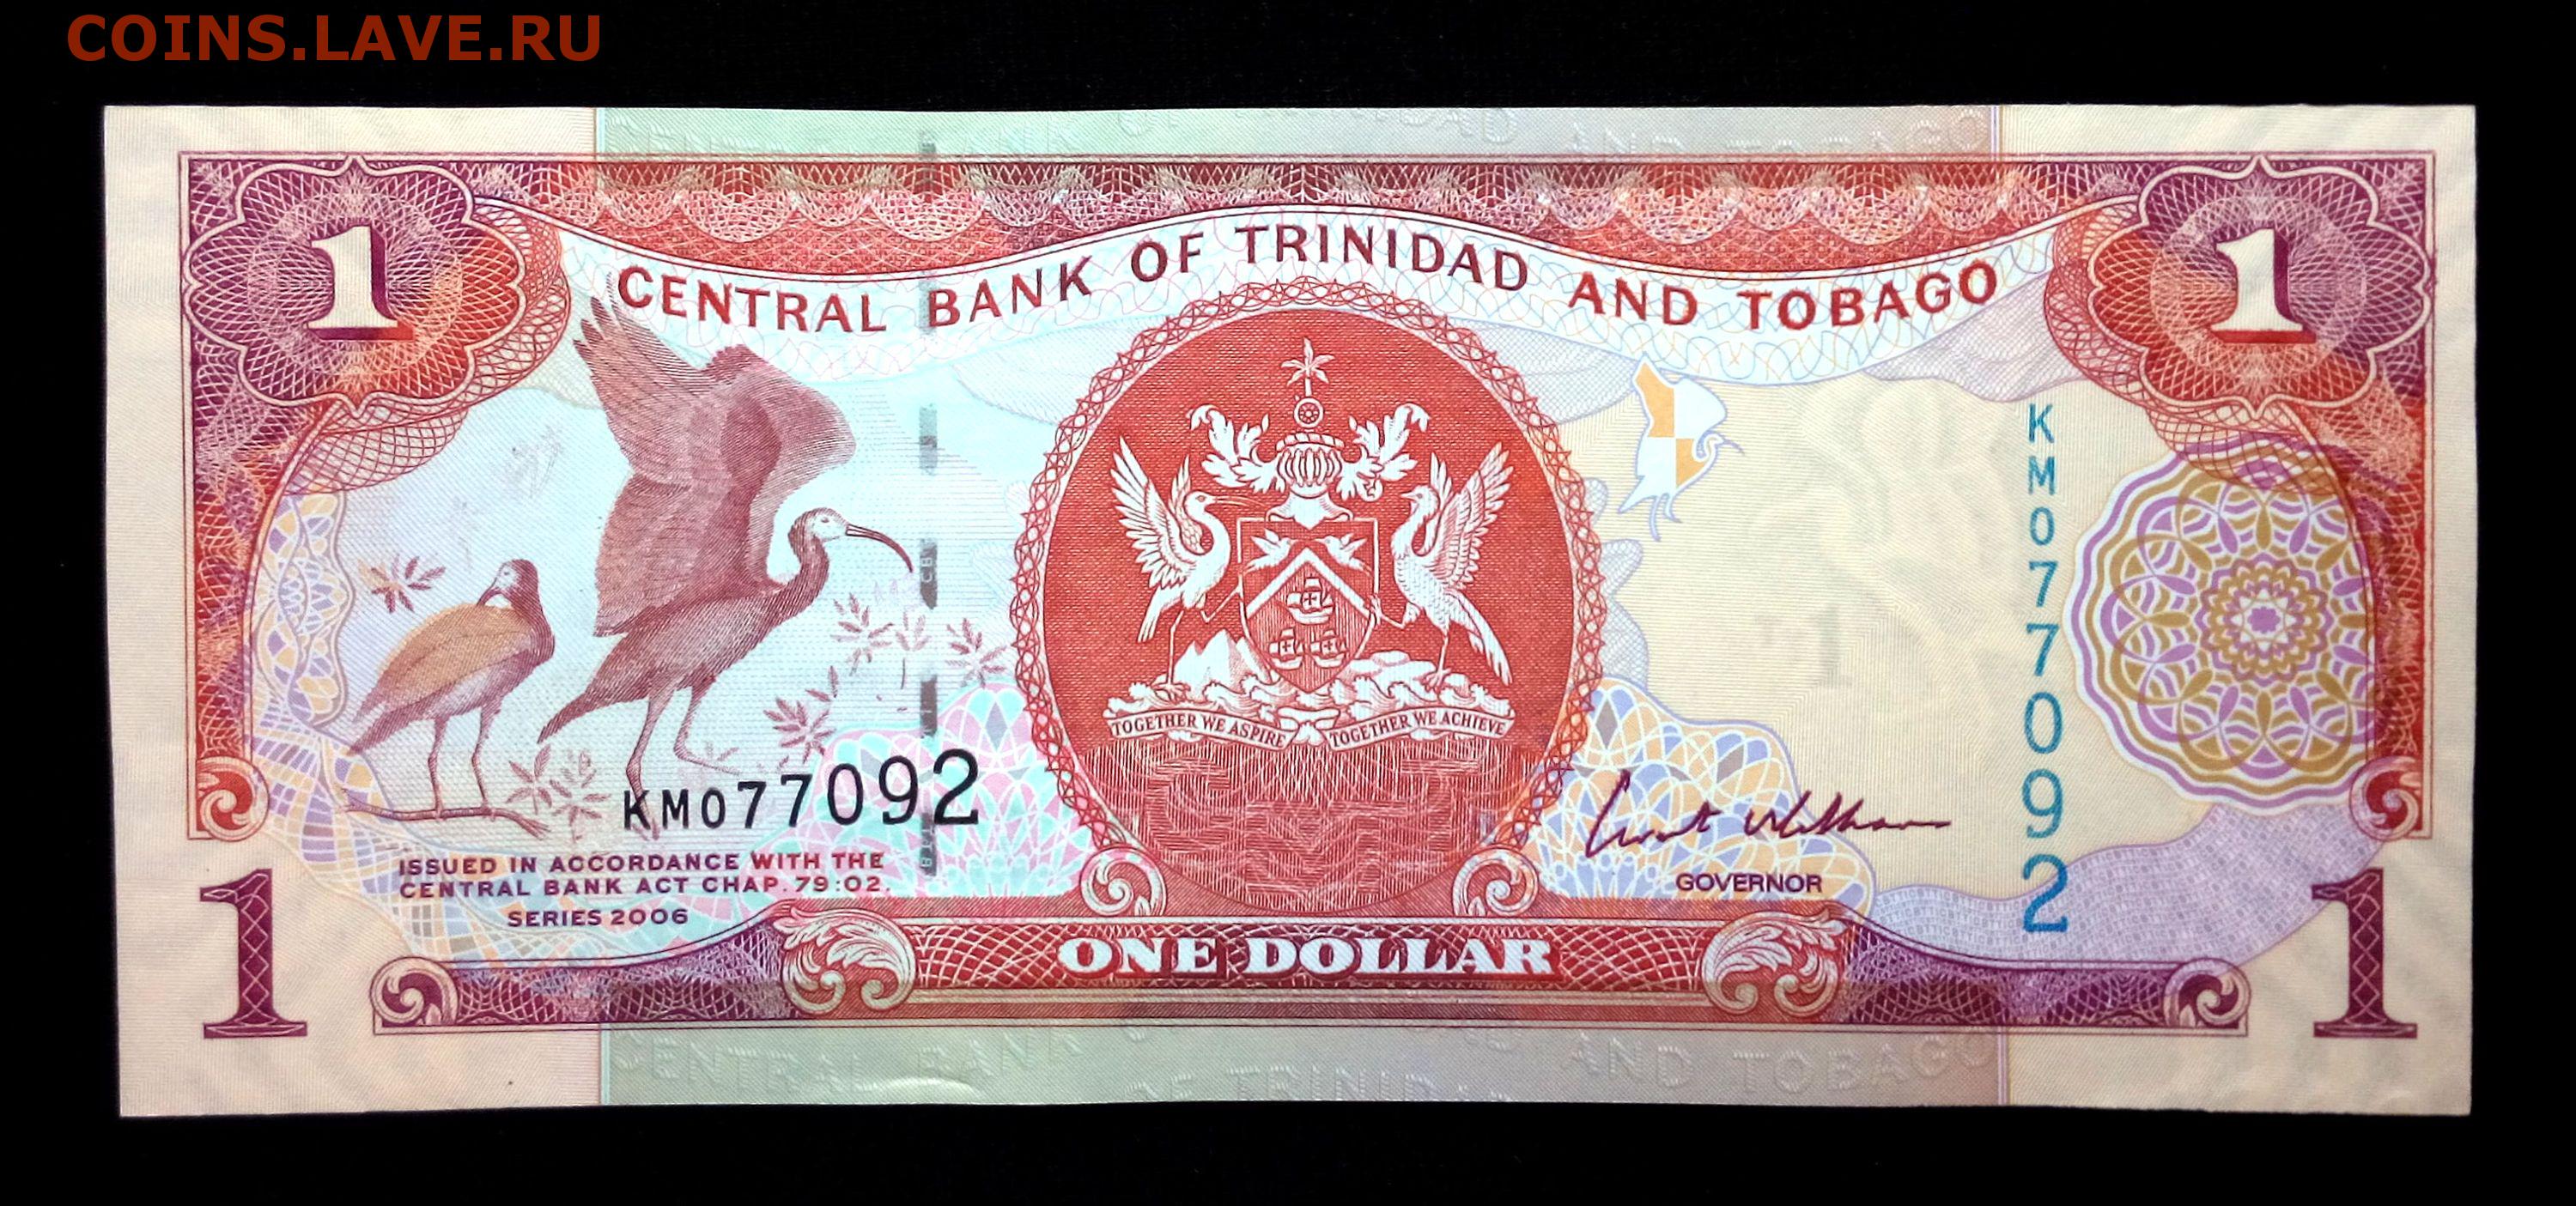 COINS.LAVE.RU
CENTRAL BANK OF TRINIDAD AND TOBAGO
1
1
KM077092
TOGETHER WE ASPIRE TOGETHER WE ACHIEVE
KM077092
ISSUED IN ACCORDANCE WITH THE
CENTRAL BANK ACT CHAP. 79:02.
SERIES 2006
GOVERNOR
1
ONE DOLLAR
1